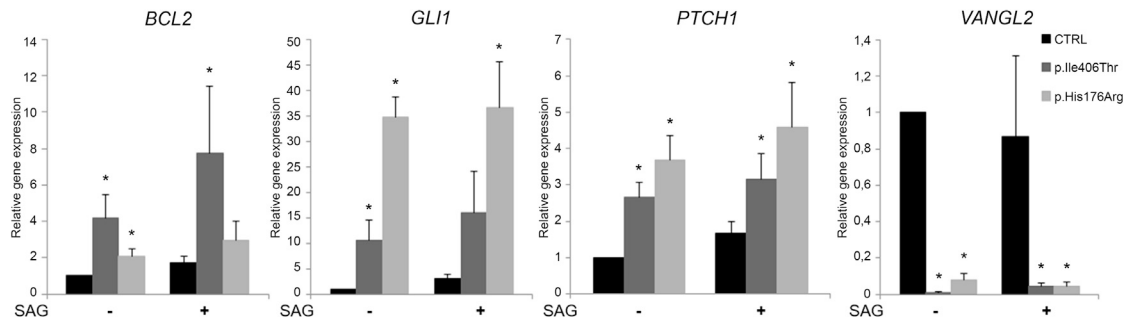 BCL2
Relative gene expression
14
12
10
8
6
4
2
0
* * *
SAG - +
GLI1
Relative gene expression
50
45
40
35
30
25
20
15
10
5
0
* * *
- +
PTCH1
Relative gene expression
7
6
5
4
3
2
1
0
* * * *
SAG - +
VANGL2
Relative gene expression
1,4
1,2
1
0,8
0,6
0,4
0,2
0
* * * *
SAG - +
CTRL
p.Ile406Thr
p.His176Arg